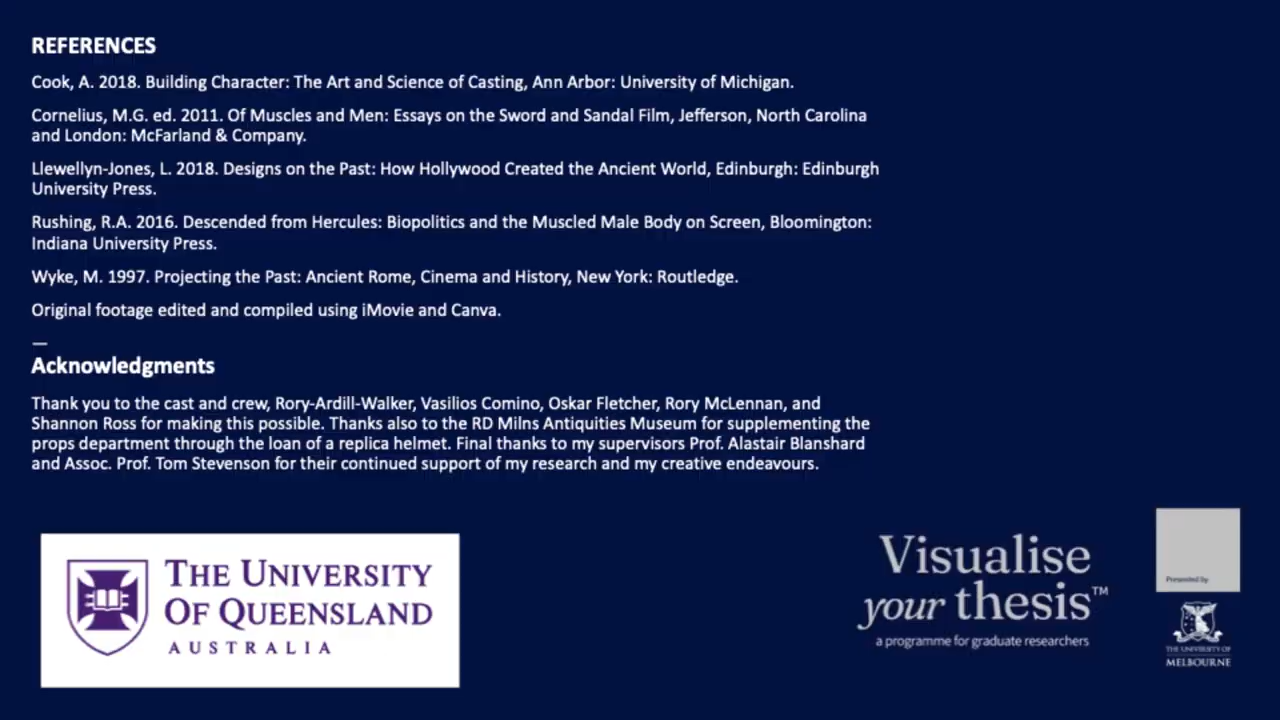 REFERENCES
Cook, A. 2018. Building Character: The Art and Science of Casting, Ann Arbor: University of Michigan.
Cornelius, M.G. ed. 2011. Of Muscles and Men: Essays on the Sword and Sandal Film, Jefferson, North Carolina
and London: McFarland & Company.
Llewellyn-Jones, L. 2018. Designs on the Past: How Hollywood Created the Ancient World, Edinburgh: Edinburgh
University Press.
Rushing, R.A. 2016. Descended from Hercules: Biopolitics and the Muscled Male Body on Screen, Bloomington:
Indiana University Press.
Wyke, M. 1997. Projecting the Past: Ancient Rome, Cinema and History, New York: Routledge.
Original footage edited and compiled using iMovie and Canva.
—
Acknowledgments
Thank you to the cast and crew, Rory-Ardill-Walker, Vasilios Comino, Oskar Fletcher, Rory McLennan, and
Shannon Ross for making this possible. Thanks also to the RD Milns Antiquities Museum for supplementing the
props department through the loan of a replica helmet. Final thanks to my supervisors Prof. Alastair Blanshard
and Assoc. Prof. Tom Stevenson for their continued support of my research and my creative endeavours.
THE UNIVERSITY
OF QUEENSLAND
AUSTRALIA
Visualise
your thesis™
a programme for graduate researchers
Presented by
THE UNIVERSITY OF
MELBOURNE